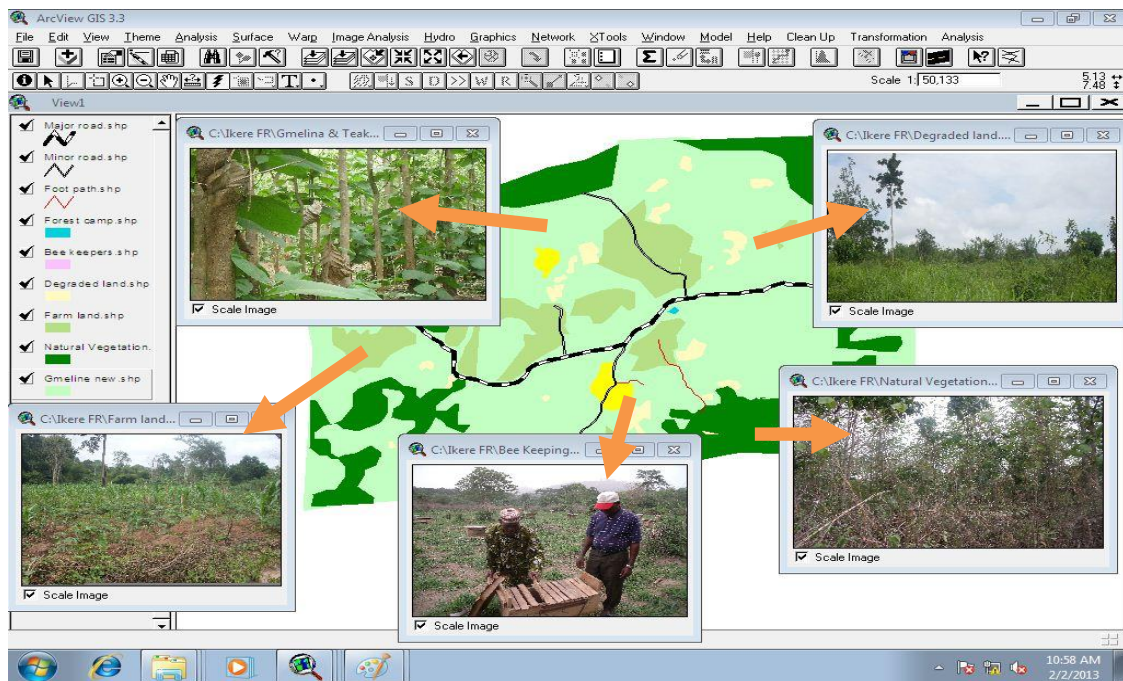 ArcView GIS 3.3
File Edit View Theme Analysis Surface Warp Image Analysis Hydro Graphics Network XTools Window Model Help Clean Up Transformation Analysis
S D >> W R
T
Scale 1: 50,133
5.13
7.48
View1
Major road.shp
Minor road.shp
Foot path.shp
Forest camp.shp
Bee keepers.shp
Degraded land.shp
Farm land.shp
Natural Vegetation.
Gmeline new.shp
C:\Ikere FR\Gmelina & Teak...
Scale Image
C:\Ikere FR\Degraded land....
Scale Image
C:\Ikere FR\Farm land...
Scale Image
C:\Ikere FR\Bee Keeping...
Scale Image
C:\Ikere FR\Natural Vegetation...
Scale Image
10:58 AM
2/2/2013